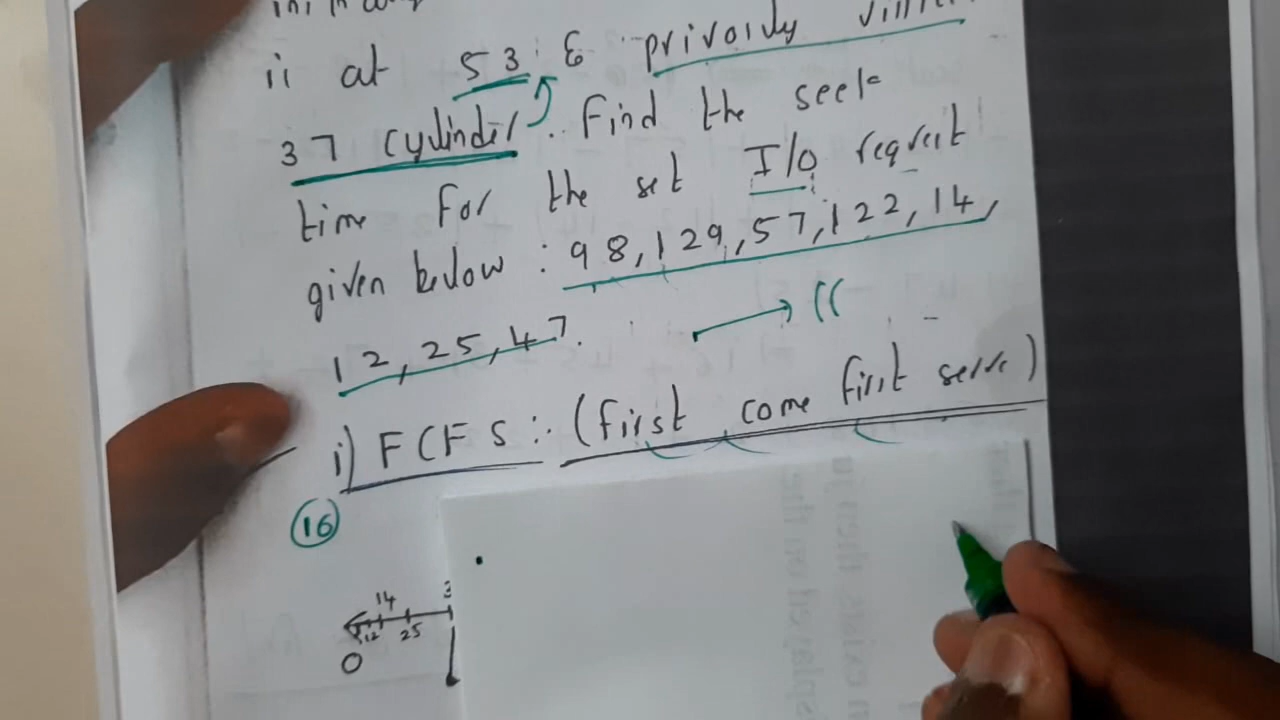 is at 53 & privoidy
37 cylinder. Find the seek
time for the set I/O request
given below : 98,129,57,122,14,
12,25,47. → ((
i) FCFS :- (first come first serve)
16
14
12 25
0